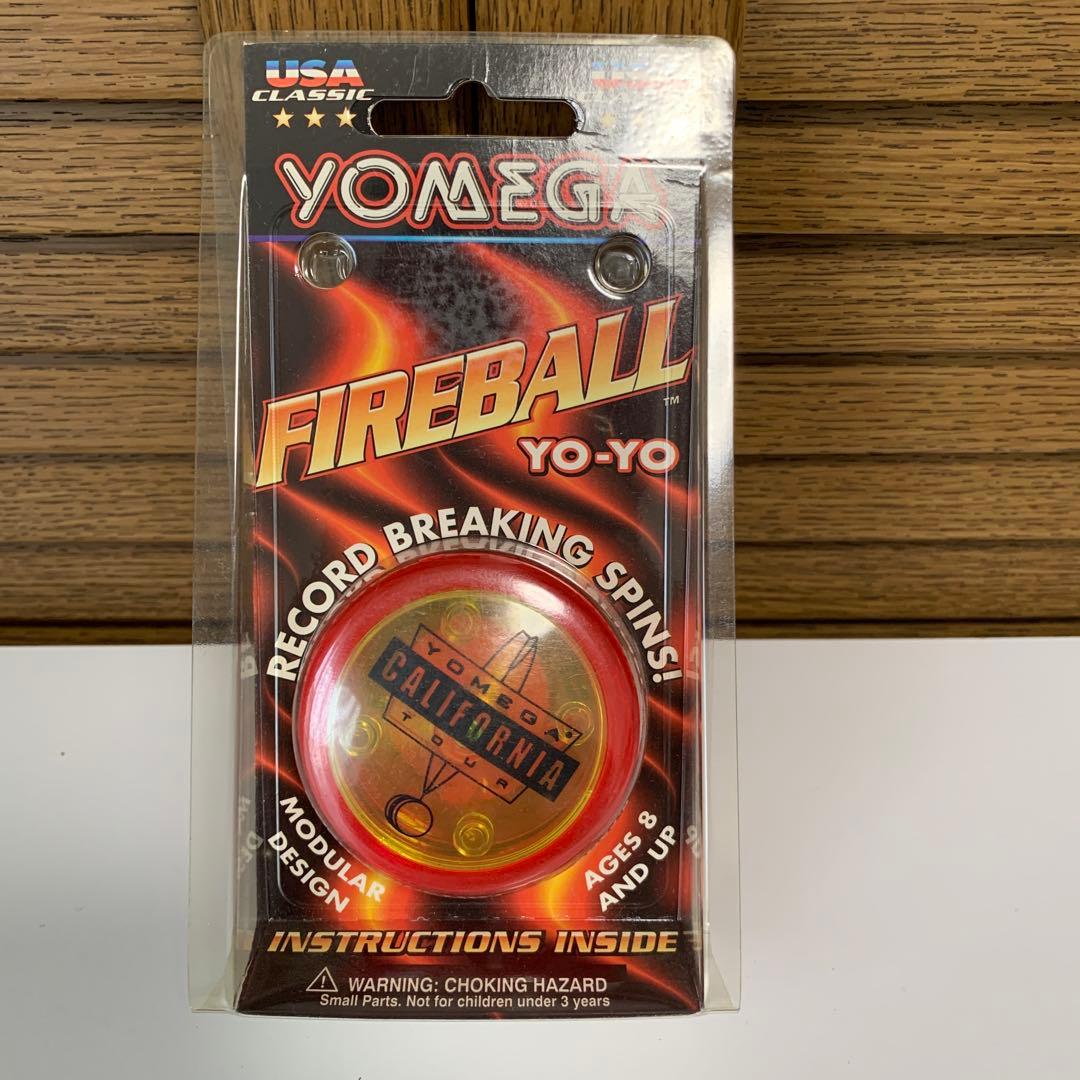 USA
CLASSIC
YOMEGA
FIREBALL™
YO-YO
RECORD BREAKING SPINS!
YOMEGA®
CALIFORNIA
TOUR
MODULAR
DESIGN
AGES 8
AND UP
INSTRUCTIONS INSIDE
WARNING: CHOKING HAZARD
Small Parts. Not for children under 3 years